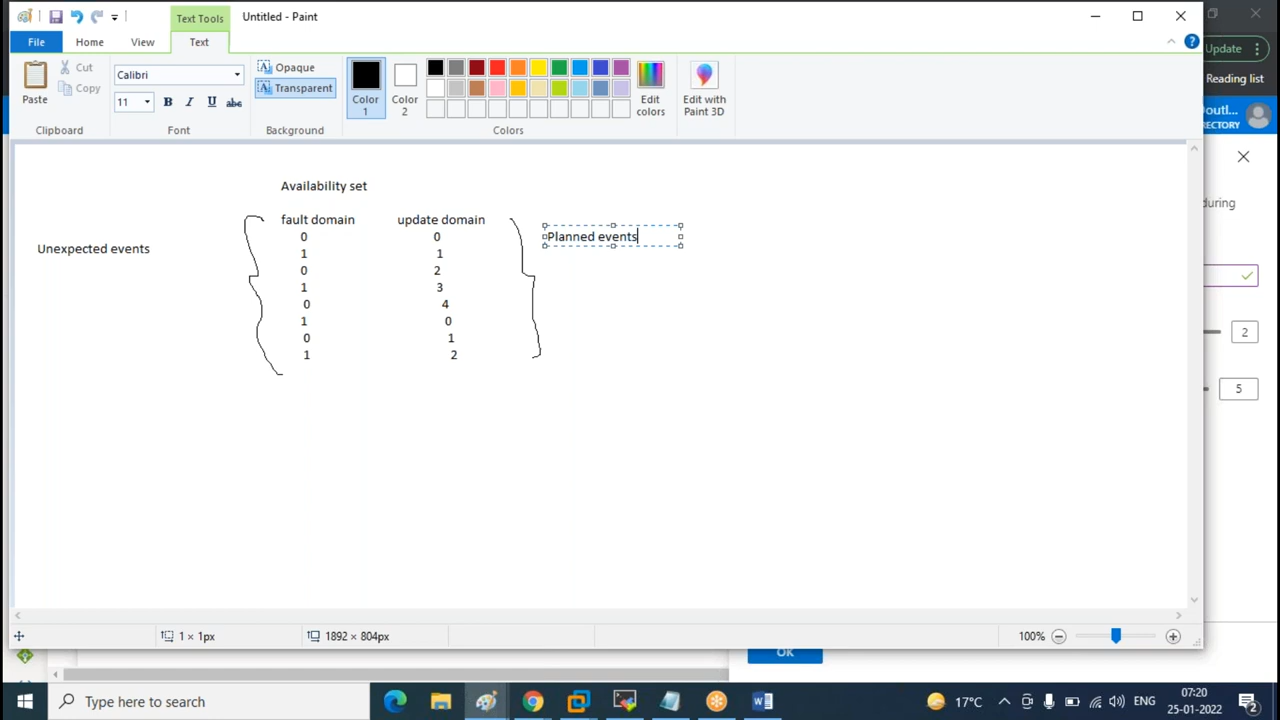 Text Tools
Untitled - Paint
File
Home
View
Text
Update
Reading list
Paste
Cut
Copy
Calibri
11
B I U abc
Opaque
Transparent
Color 1
Color 2
Edit colors
Edit with Paint 3D
Clipboard
Font
Background
Colors
outl...
RECTORY
uring
Availability set
fault domain update domain
0 0
1 1
0 2
1 3
0 4
1 0
0 1
1 2
Unexpected events
Planned events
2
5
1 × 1px
1892 × 804px
100%
OK
Type here to search
17°C
ENG
07:20
25-01-2022
2